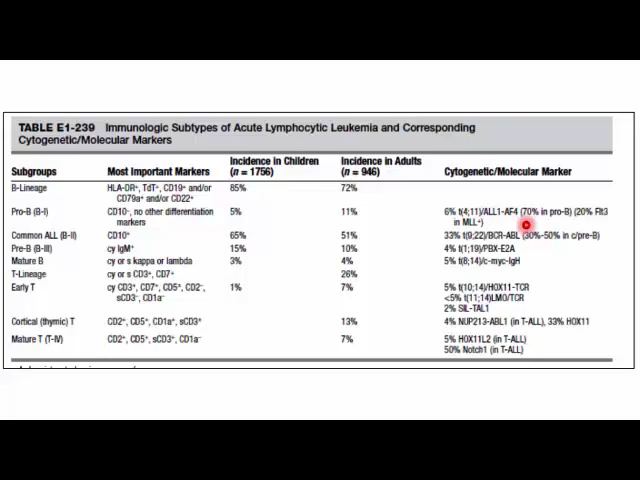 TABLE E1-239 Immunologic Subtypes of Acute Lymphocytic Leukemia and Corresponding
Cytogenetic/Molecular Markers
Subgroups Most Important Markers Incidence in Children (n = 1756) Incidence in Adults (n = 946) Cytogenetic/Molecular Marker
B-Lineage HLA-DR⁺, TdT⁺, CD19⁺ and/or CD79a⁺ and/or CD22⁺ 85% 72%
Pro-B (B-I) CD10⁻, no other differentiation markers 5% 11% 6% t(4;11)/ALL1-AF4 (70% in pro-B) (20% Flt3 in MLL⁺)
Common ALL (B-II) CD10⁺ 65% 51% 33% t(9;22)/BCR-ABL (30%-50% in c/pre-B)
Pre-B (B-III) cy IgM⁺ 15% 10% 4% t(1;19)/PBX-E2A
Mature B cy or s kappa or lambda 3% 4% 5% t(8;14)/c-myc-IgH
T-Lineage cy or s CD3⁺, CD7⁺ 26%
Early T cy CD3⁺, CD7⁺, CD5⁺, CD2⁻, sCD3⁻, CD1a⁻ 1% 7% 5% t(10;14)/HOX11-TCR
<5% t(11;14)LMO/TCR
2% SIL-TAL1
Cortical (thymic) T CD2⁺, CD5⁺, CD1a⁺, sCD3⁺ 13% 4% NUP213-ABL1 (in T-ALL), 33% HOX11
Mature T (T-IV) CD2⁺, CD5⁺, sCD3⁺, CD1a⁻ 7% 5% HOX11L2 (in T-ALL)
50% Notch1 (in T-ALL)